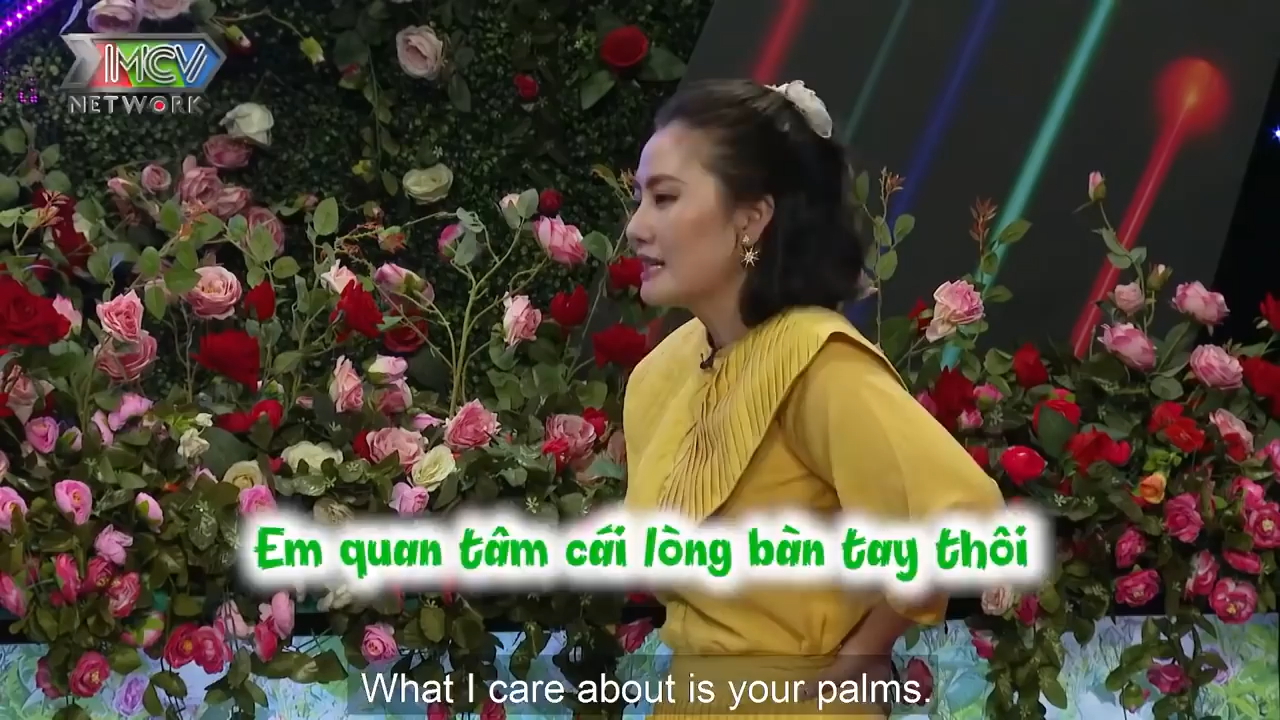 MCV
NETWORK
Em quan tâm cái lòng bàn tay thôi
What I care about is your palms.